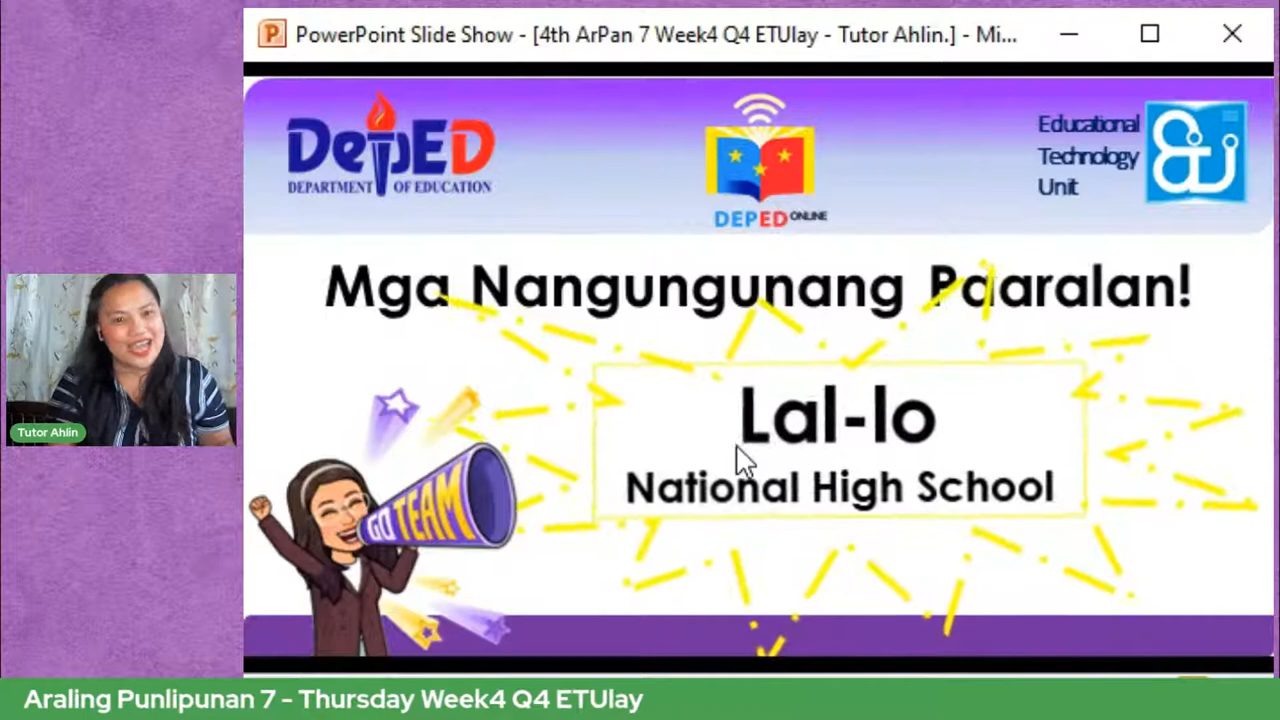 PowerPoint Slide Show - [4th ArPan 7 Week4 Q4 ETUlay - Tutor Ahlin.] - Mi...
DepED
DEPARTMENT OF EDUCATION
DEPED ONLINE
Educational
Technology
Unit
Mga Nangungunang Paaralan!
Lal-lo
National High School
GO TEAM
Tutor Ahlin
Araling Punlipunan 7 - Thursday Week4 Q4 ETUlay